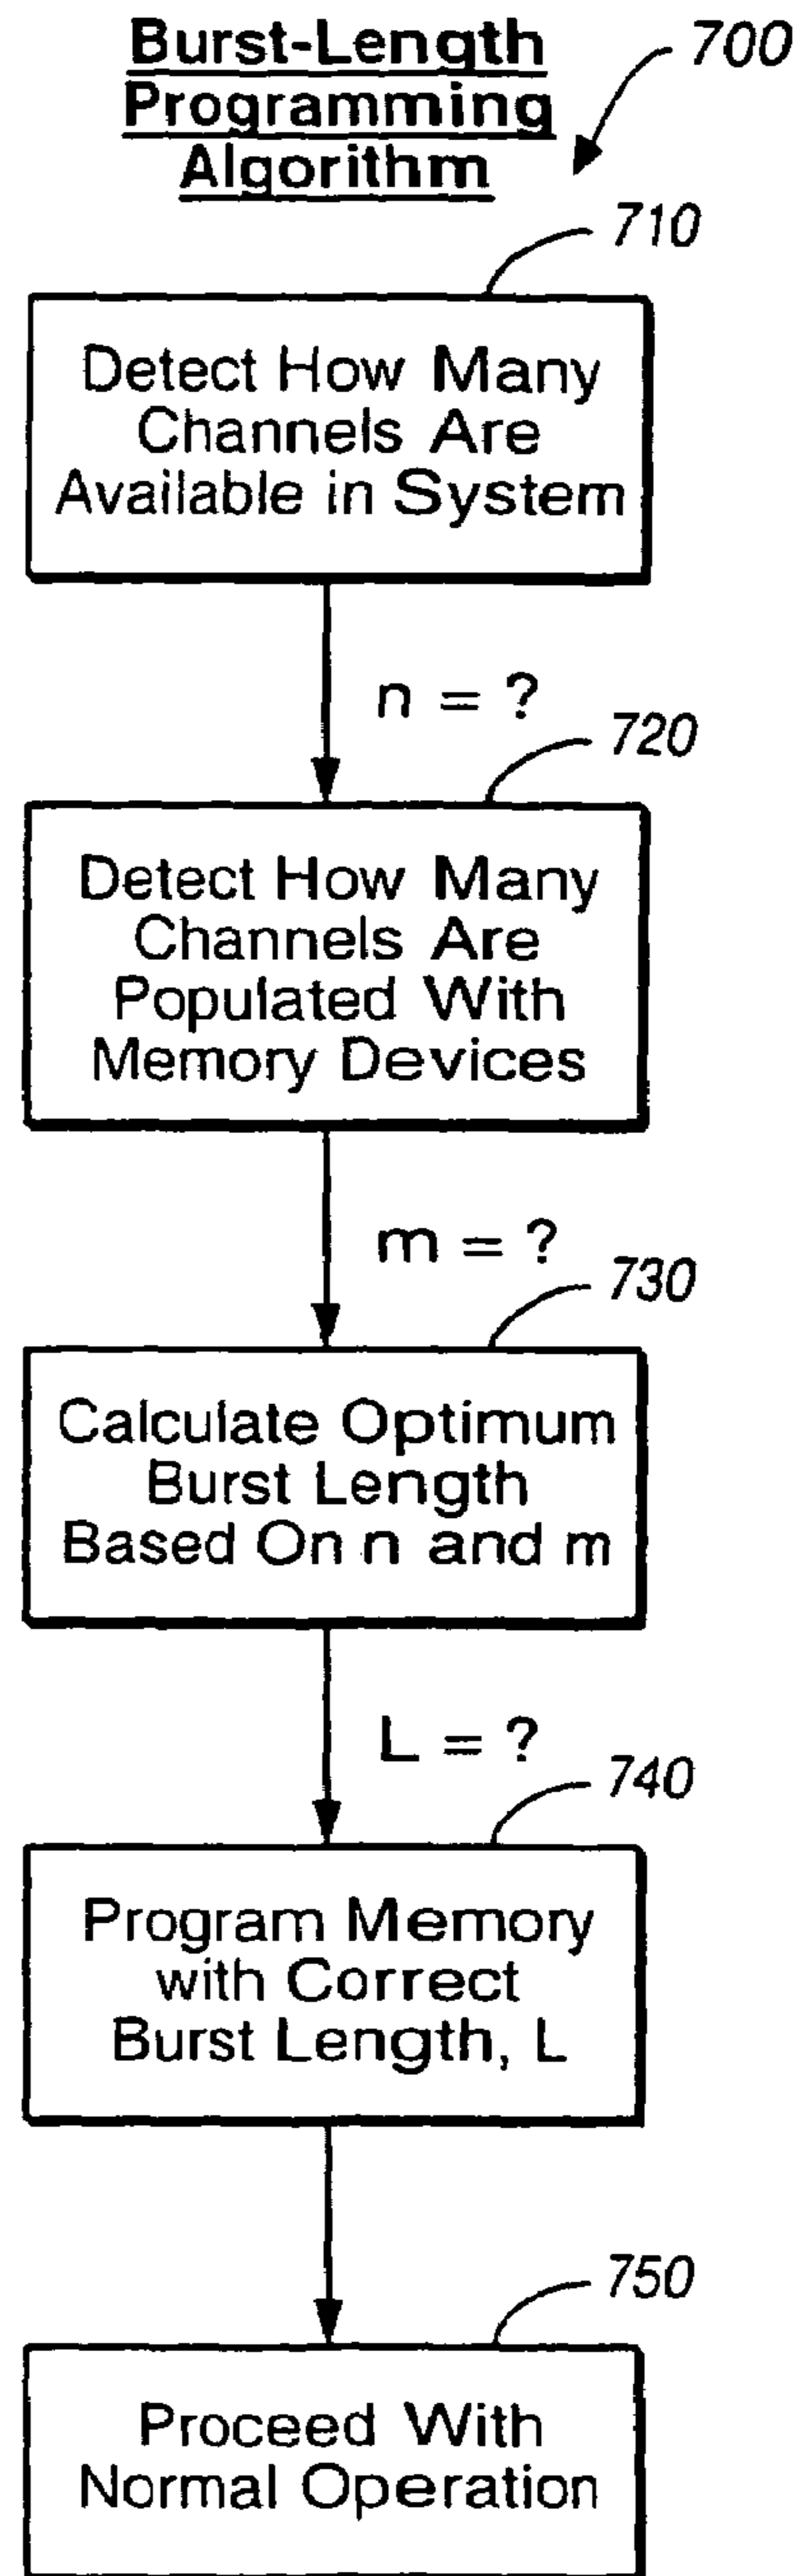 Burst-Length
Programming
Algorithm
700
710
Detect How Many
Channels Are
Available in System
n = ?
720
Detect How Many
Channels Are
Populated With
Memory Devices
m = ?
730
Calculate Optimum
Burst Length
Based On n and m
L = ?
740
Program Memory
with Correct
Burst Length, L
750
Proceed With
Normal Operation